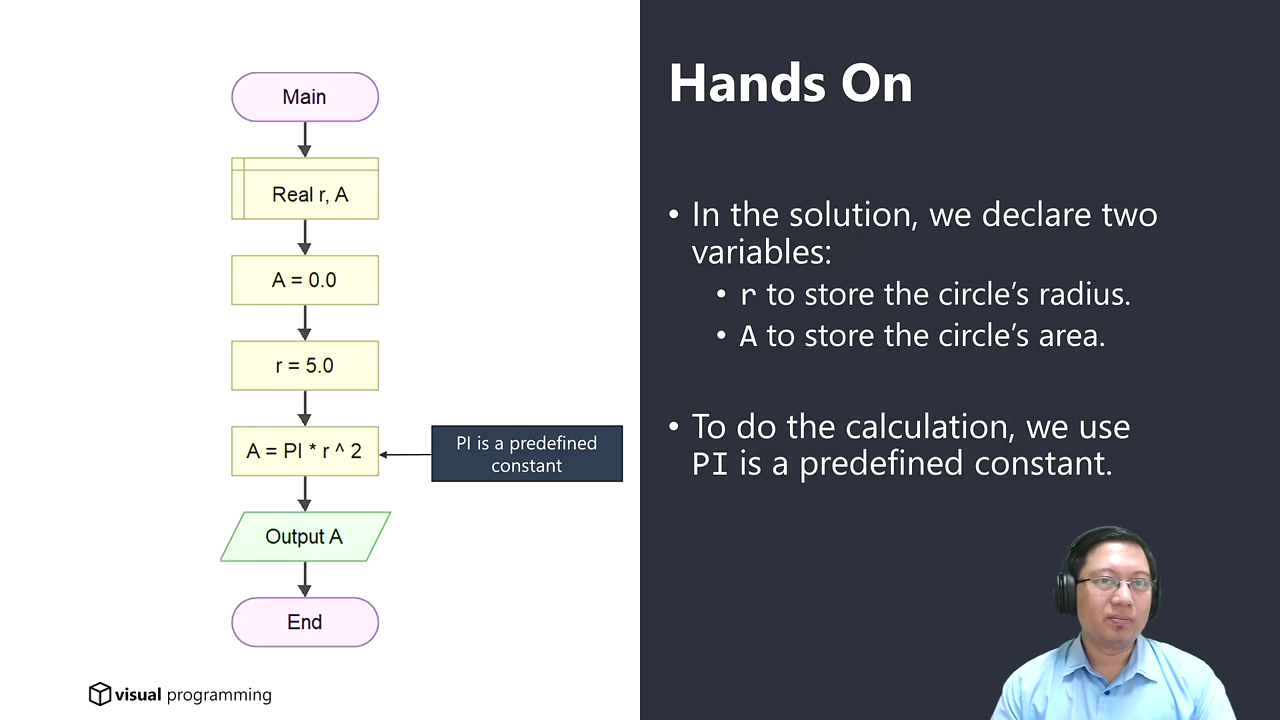 Main
Real r, A
A = 0.0
r = 5.0
A = PI * r ^ 2
PI is a predefined
constant
Output A
End
visual programming
Hands On
• In the solution, we declare two
variables:
• r to store the circle’s radius.
• A to store the circle’s area.
• To do the calculation, we use
PI is a predefined constant.